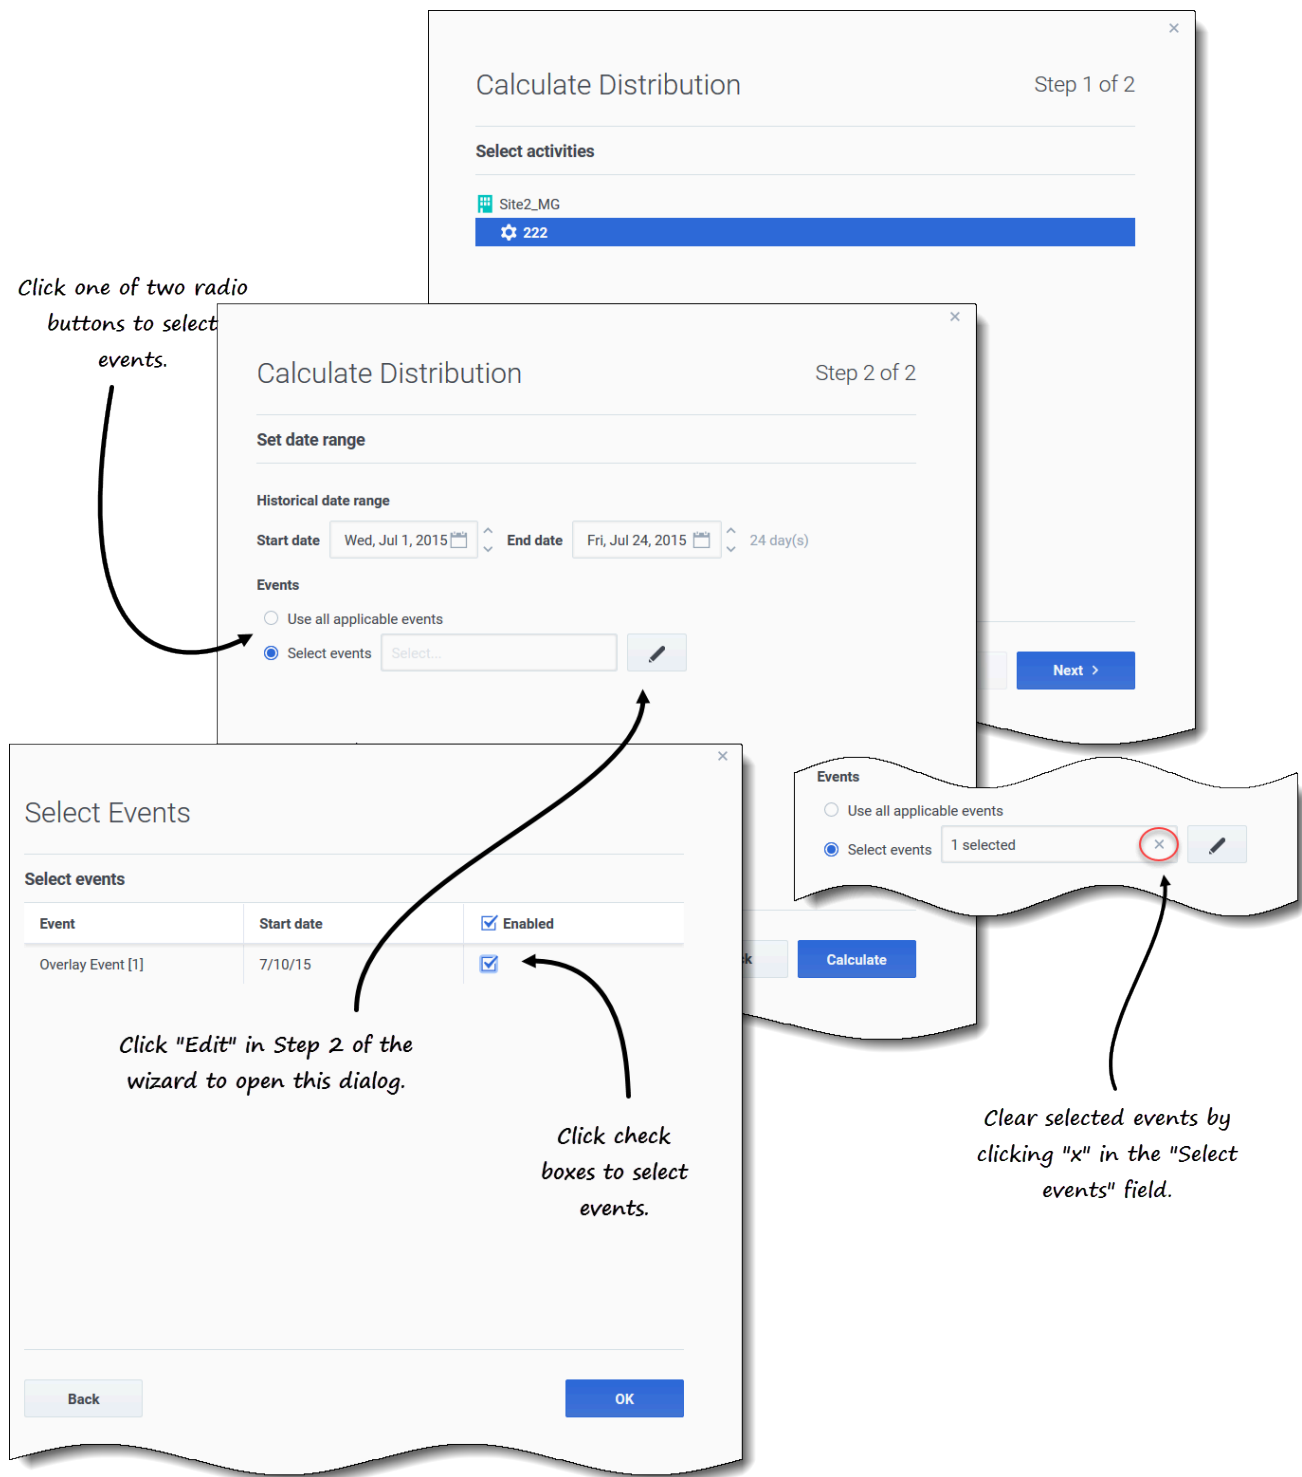 Calculate Distribution
Step 1 of 2
Select activities
Site2_MG
222
Next
Click one of two radio
buttons to select
events.
Calculate Distribution
Step 2 of 2
Set date range
Historical date range
Start date Wed, Jul 1, 2015 End date Fri, Jul 24, 2015 24 day(s)
Events
Use all applicable events
Select events Select...
Calculate
Events
Use all applicable events
Select events 1 selected
Select Events
Select events
Event Start date Enabled
Overlay Event [1] 7/10/15
Click "Edit" in Step 2 of the
wizard to open this dialog.
Click check
boxes to select
events.
Clear selected events by
clicking "x" in the "Select
events" field.
Back
OK